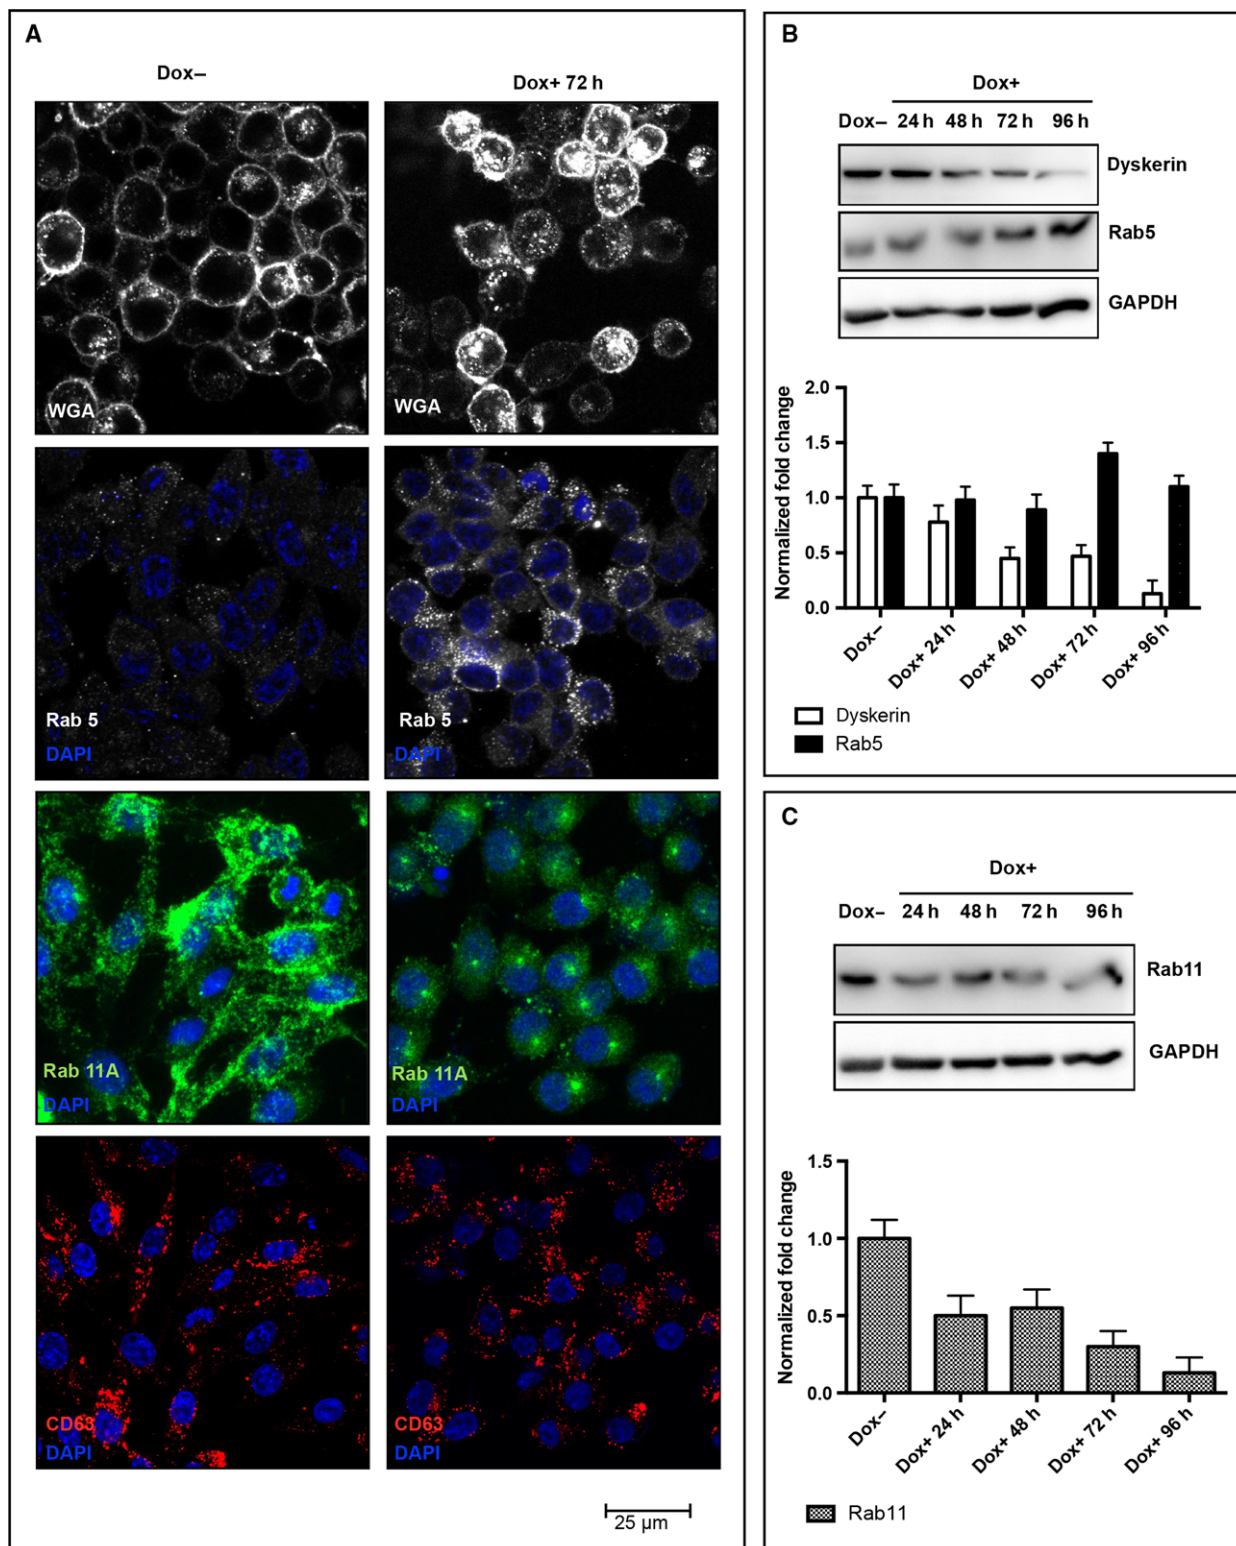 A
Dox–
Dox+ 72 h
WGA
WGA
Rab 5
DAPI
Rab 5
DAPI
Rab 11A
DAPI
Rab 11A
DAPI
CD63
DAPI
CD63
DAPI
25 µm
B
Dox+
Dox– 24 h 48 h 72 h 96 h
Dyskerin
Rab5
GAPDH
Normalized fold change
2.0
1.5
1.0
0.5
0.0
Dox–
Dox+ 24 h
Dox+ 48 h
Dox+ 72 h
Dox+ 96 h
Dyskerin
Rab5
C
Dox+
Dox– 24 h 48 h 72 h 96 h
Rab11
GAPDH
Normalized fold change
1.5
1.0
0.5
0.0
Dox–
Dox+ 24 h
Dox+ 48 h
Dox+ 72 h
Dox+ 96 h
Rab11